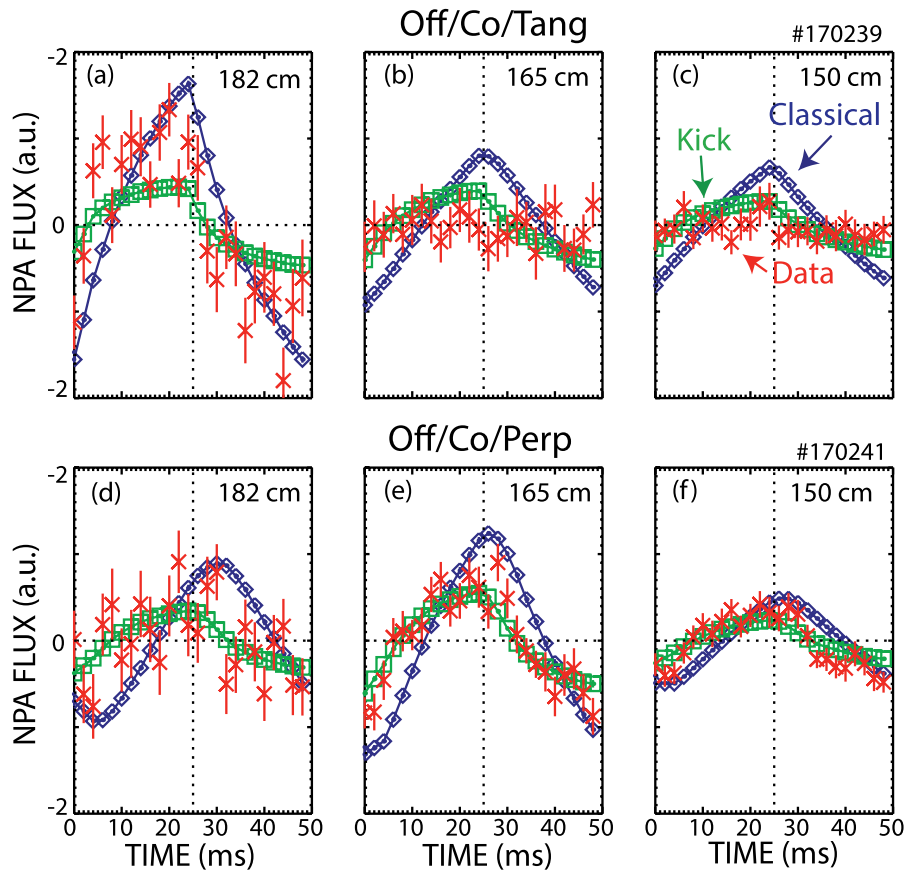 Off/Co/Tang
#170239
-2
(a)
182 cm
(b)
165 cm
(c)
150 cm
Classical
Kick
Data
NPA FLUX (a.u.)
0
-2
Off/Co/Perp
#170241
-2
(d)
182 cm
(e)
165 cm
(f)
150 cm
NPA FLUX (a.u.)
0
-2
0 10 20 30 40 50
0 10 20 30 40 50
0 10 20 30 40 50
TIME (ms)
TIME (ms)
TIME (ms)